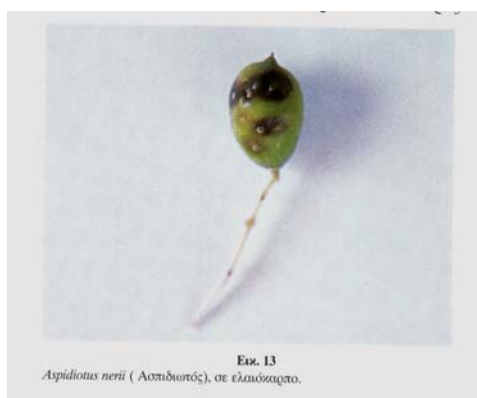 Εικ. 13
Aspidiotus nerii ( Ασπιδιωτός), σε ελαιόκαρπο.